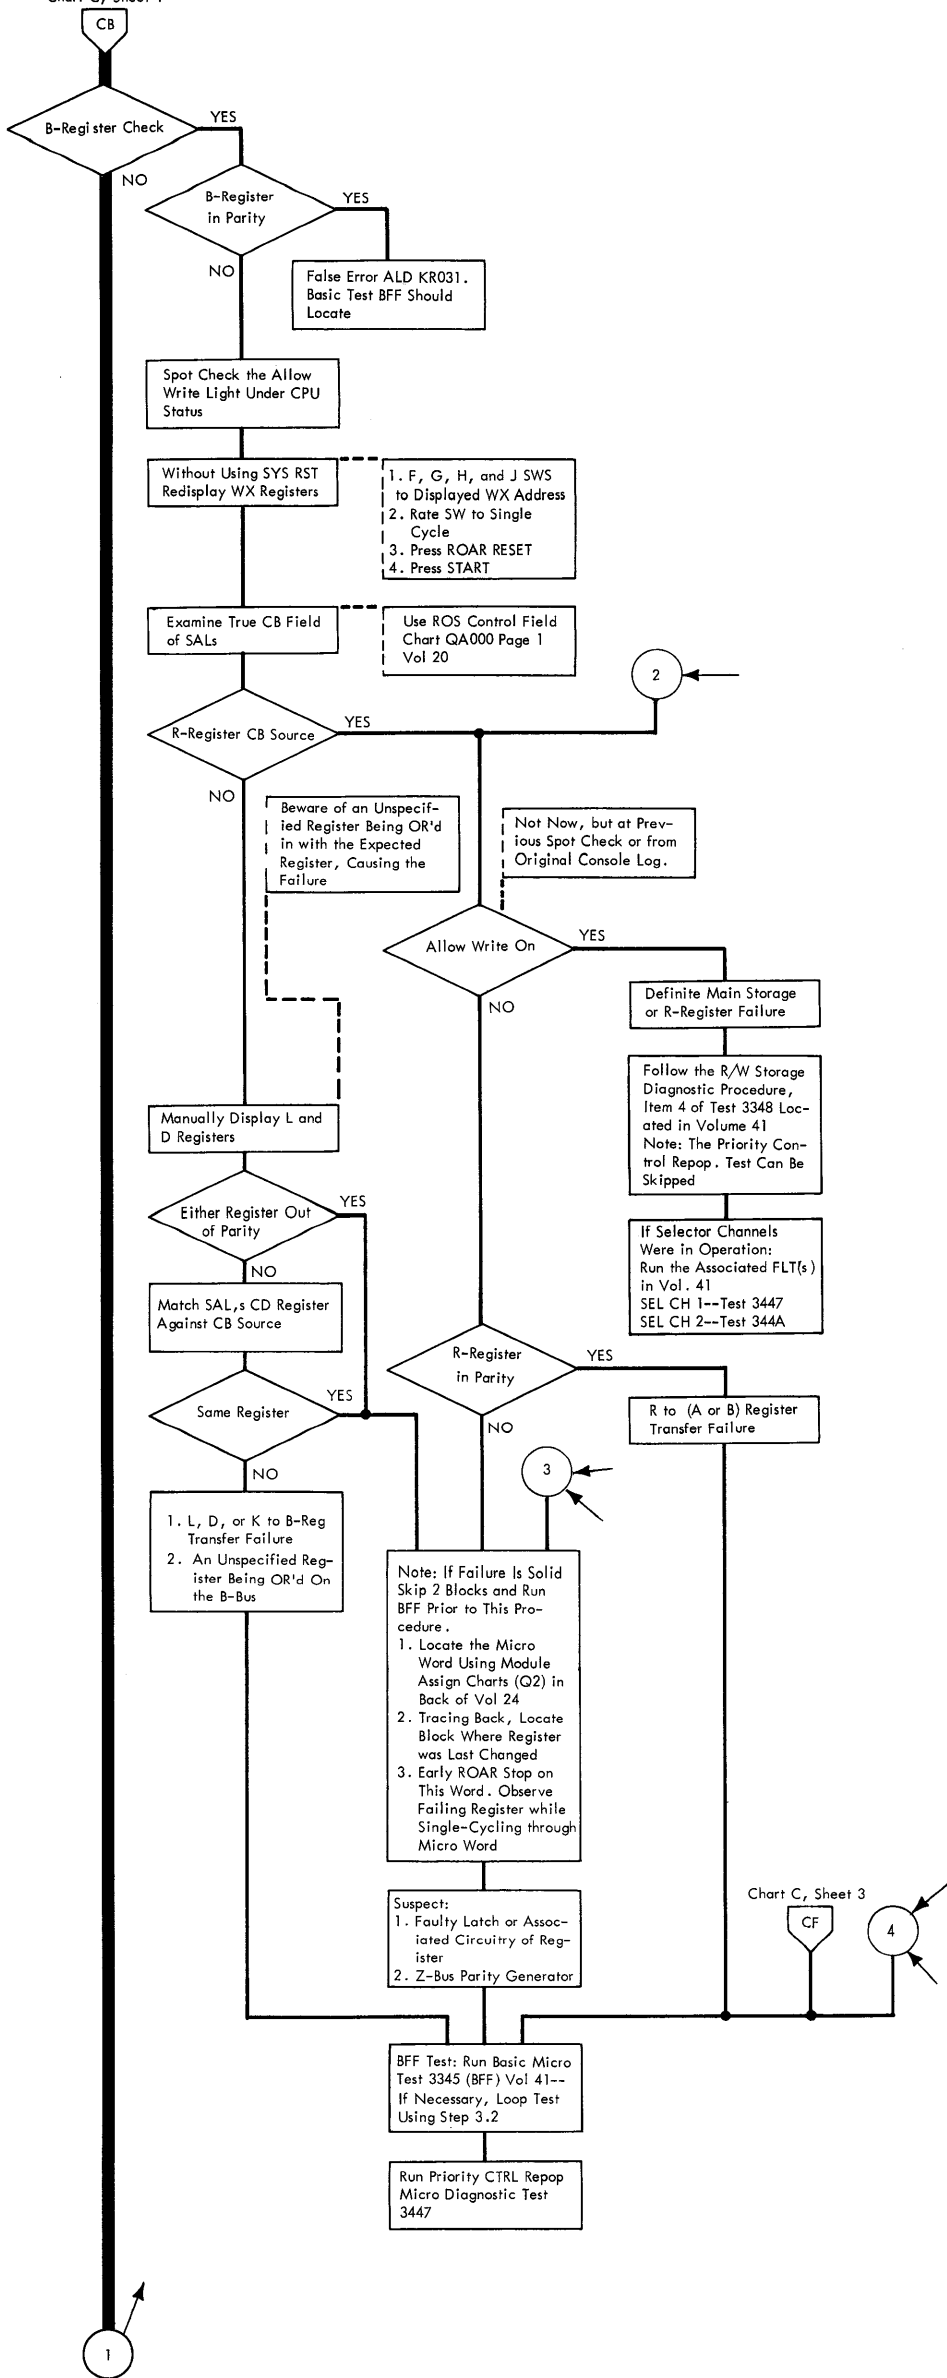 CB
B-Register Check
YES
NO
B-Register
in Parity
YES
NO
False Error ALD KR031.
Basic Test BFF Should
Locate
Spot Check the Allow
Write Light Under CPU
Status
Without Using SYS RST
Redisplay WX Registers
1. F, G, H, and J SWS
to Displayed WX Address
2. Rate SW to Single
Cycle
3. Press ROAR RESET
4. Press START
Examine True CB Field
of SALs
Use ROS Control Field
Chart QA000 Page 1
Vol 20
2
R-Register CB Source
YES
NO
Beware of an Unspecif-
ied Register Being OR'd
in with the Expected
Register, Causing the
Failure
Not Now, but at Prev-
ious Spot Check or from
Original Console Log.
Allow Write On
YES
NO
Definite Main Storage
or R-Register Failure
Follow the R/W Storage
Diagnostic Procedure,
Item 4 of Test 3348 Loc-
ated in Volume 41
Note: The Priority Con-
trol Repop. Test Can Be
Skipped
Manually Display L and
D Registers
Either Register Out
of Parity
YES
NO
If Selector Channels
Were in Operation:
Run the Associated FLT(s)
in Vol. 41
SEL CH 1--Test 3447
SEL CH 2--Test 344A
Match SAL,s CD Register
Against CB Source
R-Register
in Parity
YES
NO
Same Register
YES
NO
R to (A or B) Register
Transfer Failure
3
1. L, D, or K to B-Reg
Transfer Failure
2. An Unspecified Reg-
ister Being OR'd On
the B-Bus
Note: If Failure Is Solid
Skip 2 Blocks and Run
BFF Prior to This Pro-
cedure.
1. Locate the Micro
Word Using Module
Assign Charts (Q2) in
Back of Vol 24
2. Tracing Back, Locate
Block Where Register
was Last Changed
3. Early ROAR Stop on
This Word. Observe
Failing Register while
Single-Cycling through
Micro Word
Suspect:
1. Faulty Latch or Assoc-
iated Circuitry of Reg-
ister
2. Z-Bus Parity Generator
Chart C, Sheet 3
CF
4
BFF Test: Run Basic Micro
Test 3345 (BFF) Vol 41--
If Necessary, Loop Test
Using Step 3.2
Run Priority CTRL Repop
Micro Diagnostic Test
3447
1